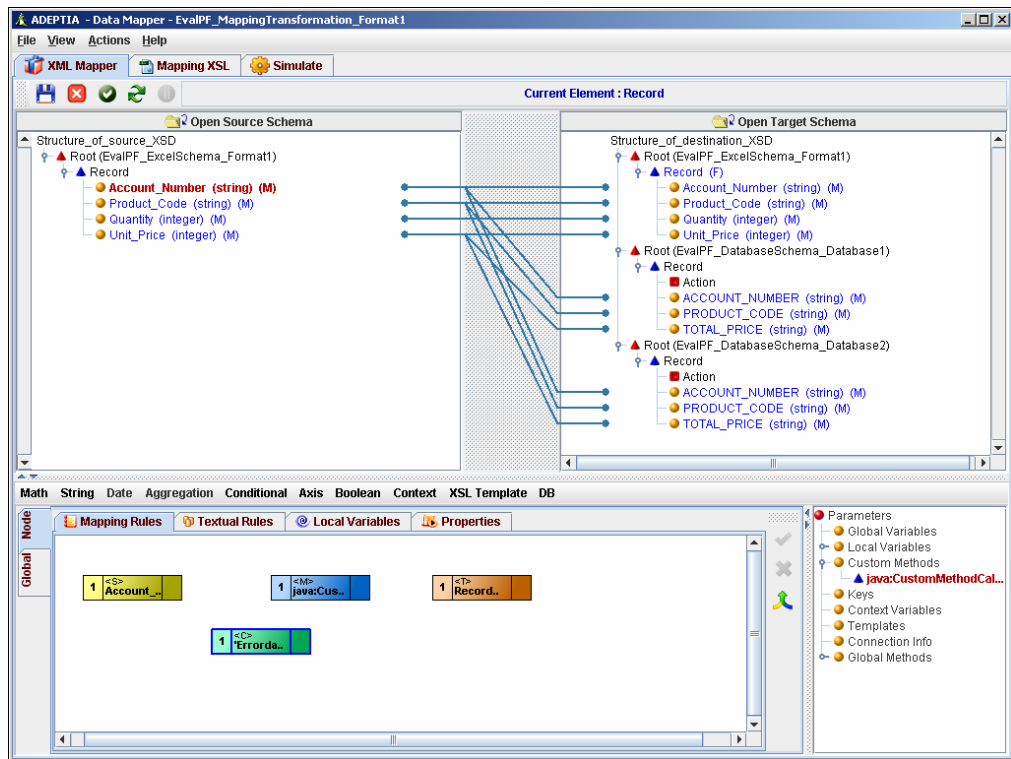 ADEPTIA - Data Mapper - EvalPF_MappingTransformation_Format1
File View Actions Help
XML Mapper Mapping XSL Simulate
Current Element : Record
Open Source Schema
Structure_of_source_XSD
Root (EvalPF_ExcelSchema_Format1)
Record
Account_Number (string) (M)
Product_Code (string) (M)
Quantity (integer) (M)
Unit_Price (integer) (M)
Open Target Schema
Structure_of_destination_XSD
Root (EvalPF_ExcelSchema_Format1)
Record (F)
Account_Number (string) (M)
Product_Code (string) (M)
Quantity (integer) (M)
Unit_Price (integer) (M)
Root (EvalPF_DatabaseSchema_Database1)
Record
Action
ACCOUNT_NUMBER (string) (M)
PRODUCT_CODE (string) (M)
TOTAL_PRICE (string) (M)
Root (EvalPF_DatabaseSchema_Database2)
Record
Action
ACCOUNT_NUMBER (string) (M)
PRODUCT_CODE (string) (M)
TOTAL_PRICE (string) (M)
Math String Date Aggregation Conditional Axis Boolean Context XSL Template DB
Node
Global
Mapping Rules Textual Rules Local Variables Properties
1 <S> Account_..
1 <M> java:Cus..
1 <T> Record..
1 <C> 'Errorda..
Parameters
Global Variables
Local Variables
Custom Methods
java:CustomMethodCal...
Keys
Context Variables
Templates
Connection Info
Global Methods